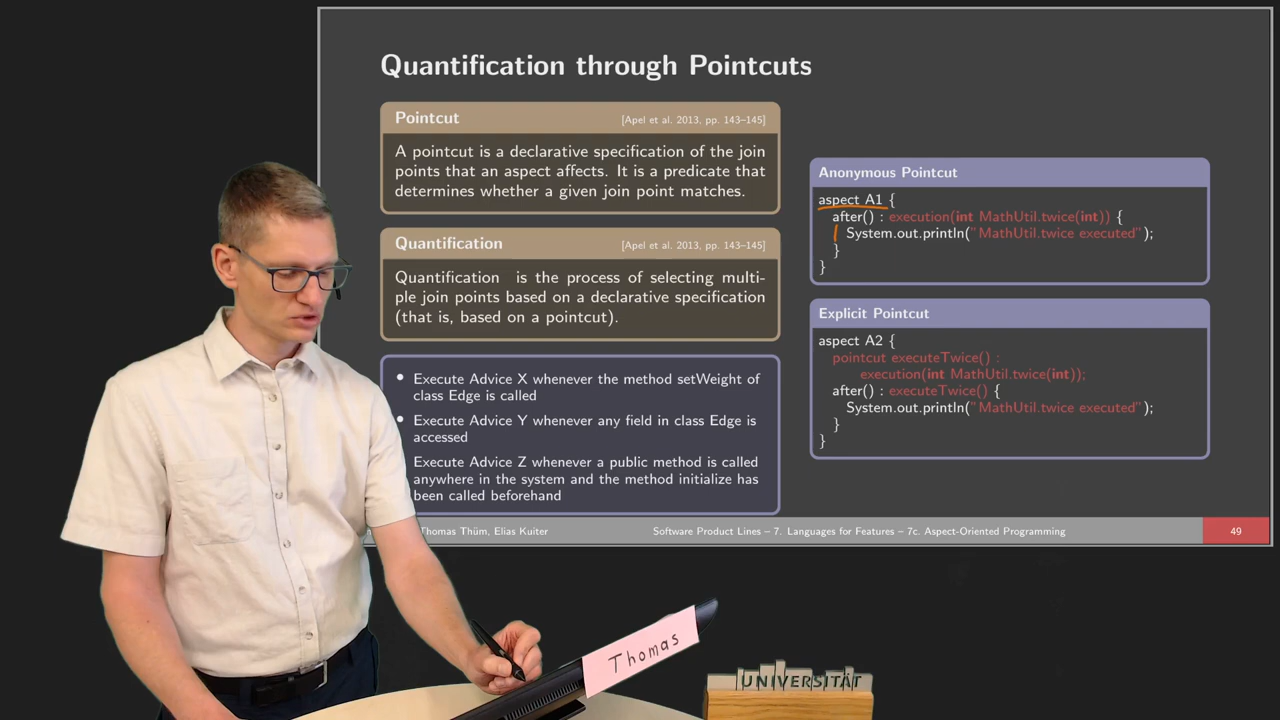 Quantification through Pointcuts
Pointcut [Apel et al. 2013, pp. 143–145]
A pointcut is a declarative specification of the join
points that an aspect affects. It is a predicate that
determines whether a given join point matches.
Quantification [Apel et al. 2013, pp. 143–145]
Quantification is the process of selecting multi-
ple join points based on a declarative specification
(that is, based on a pointcut).
• Execute Advice X whenever the method setWeight of
class Edge is called
• Execute Advice Y whenever any field in class Edge is
accessed
Execute Advice Z whenever a public method is called
anywhere in the system and the method initialize has
been called beforehand
Anonymous Pointcut
aspect A1 {
after() : execution(int MathUtil.twice(int)) {
System.out.println("MathUtil.twice executed");
}
}
Explicit Pointcut
aspect A2 {
pointcut executeTwice() :
execution(int MathUtil.twice(int));
after() : executeTwice() {
System.out.println("MathUtil.twice executed");
}
}
Thomas Thüm, Elias Kuiter
Software Product Lines – 7. Languages for Features – 7c. Aspect-Oriented Programming
49
Thomas
UNIVERSITÄT